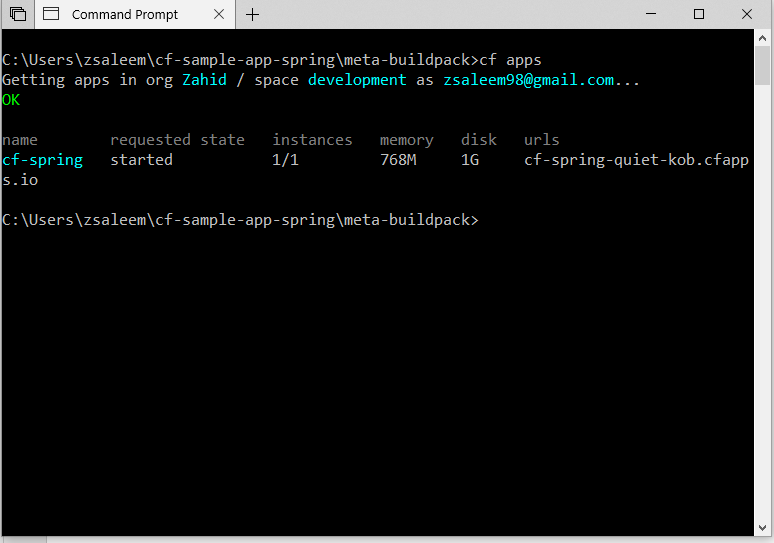 Command Prompt
C:\Users\zsaleem\cf-sample-app-spring\meta-buildpack>cf apps
Getting apps in org Zahid / space development as zsaleem98@gmail.com...
OK
name requested state instances memory disk urls
cf-spring started 1/1 768M 1G cf-spring-quiet-kob.cfapp
s.io
C:\Users\zsaleem\cf-sample-app-spring\meta-buildpack>